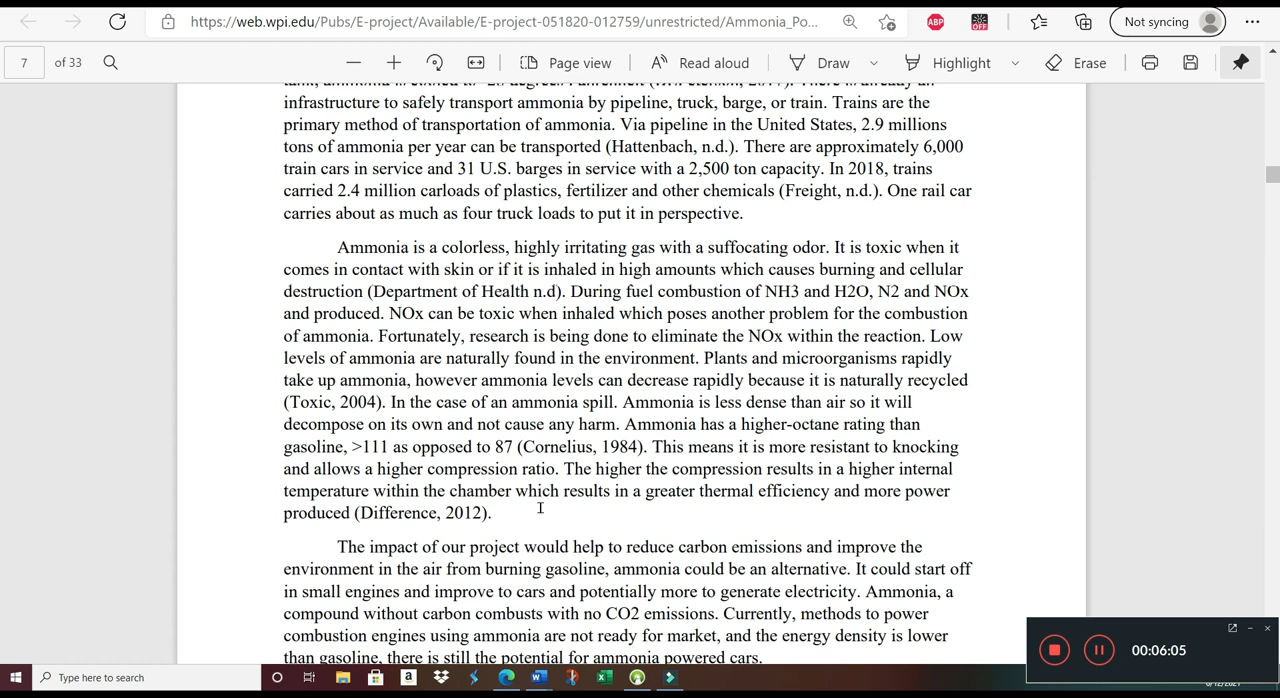 https://web.wpi.edu/Pubs/E-project/Available/E-project-051820-012759/unrestricted/Ammonia_Po...
ABP
OFF
Not syncing
7
of 33
Page view
Read aloud
Draw
Highlight
Erase
infrastructure to safely transport ammonia by pipeline, truck, barge, or train. Trains are the
primary method of transportation of ammonia. Via pipeline in the United States, 2.9 millions
tons of ammonia per year can be transported (Hattenbach, n.d.). There are approximately 6,000
train cars in service and 31 U.S. barges in service with a 2,500 ton capacity. In 2018, trains
carried 2.4 million carloads of plastics, fertilizer and other chemicals (Freight, n.d.). One rail car
carries about as much as four truck loads to put it in perspective.
Ammonia is a colorless, highly irritating gas with a suffocating odor. It is toxic when it
comes in contact with skin or if it is inhaled in high amounts which causes burning and cellular
destruction (Department of Health n.d). During fuel combustion of NH3 and H2O, N2 and NOx
and produced. NOx can be toxic when inhaled which poses another problem for the combustion
of ammonia. Fortunately, research is being done to eliminate the NOx within the reaction. Low
levels of ammonia are naturally found in the environment. Plants and microorganisms rapidly
take up ammonia, however ammonia levels can decrease rapidly because it is naturally recycled
(Toxic, 2004). In the case of an ammonia spill. Ammonia is less dense than air so it will
decompose on its own and not cause any harm. Ammonia has a higher-octane rating than
gasoline, >111 as opposed to 87 (Cornelius, 1984). This means it is more resistant to knocking
and allows a higher compression ratio. The higher the compression results in a higher internal
temperature within the chamber which results in a greater thermal efficiency and more power
produced (Difference, 2012).
The impact of our project would help to reduce carbon emissions and improve the
environment in the air from burning gasoline, ammonia could be an alternative. It could start off
in small engines and improve to cars and potentially more to generate electricity. Ammonia, a
compound without carbon combusts with no CO2 emissions. Currently, methods to power
combustion engines using ammonia are not ready for market, and the energy density is lower
than gasoline, there is still the potential for ammonia powered cars.
00:06:05
Type here to search